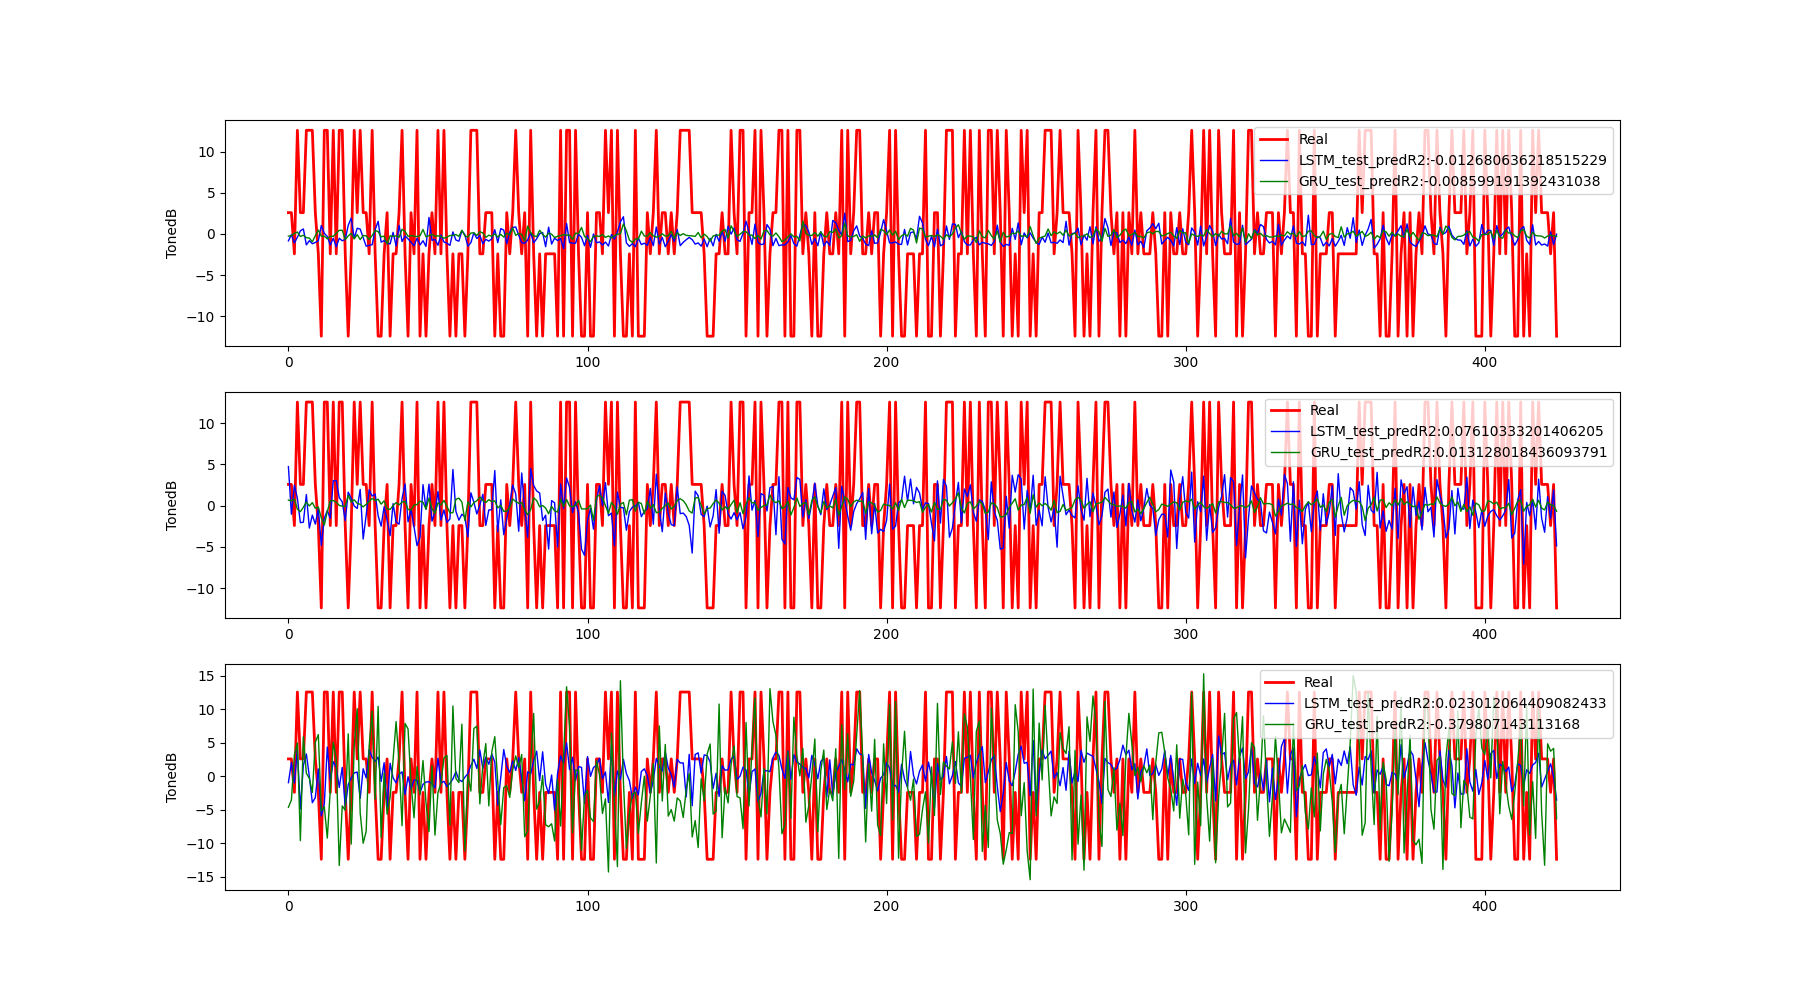 TonedB
10
5
0
−5
−10
Real
LSTM_test_predR2:-0.012680636218515229
GRU_test_predR2:-0.008599191392431038
0 100 200 300 400
TonedB
10
5
0
−5
−10
Real
LSTM_test_predR2:0.07610333201406205
GRU_test_predR2:0.013128018436093791
0 100 200 300 400
TonedB
15
10
5
0
−5
−10
−15
Real
LSTM_test_predR2:0.023012064409082433
GRU_test_predR2:-0.379807143113168
0 100 200 300 400